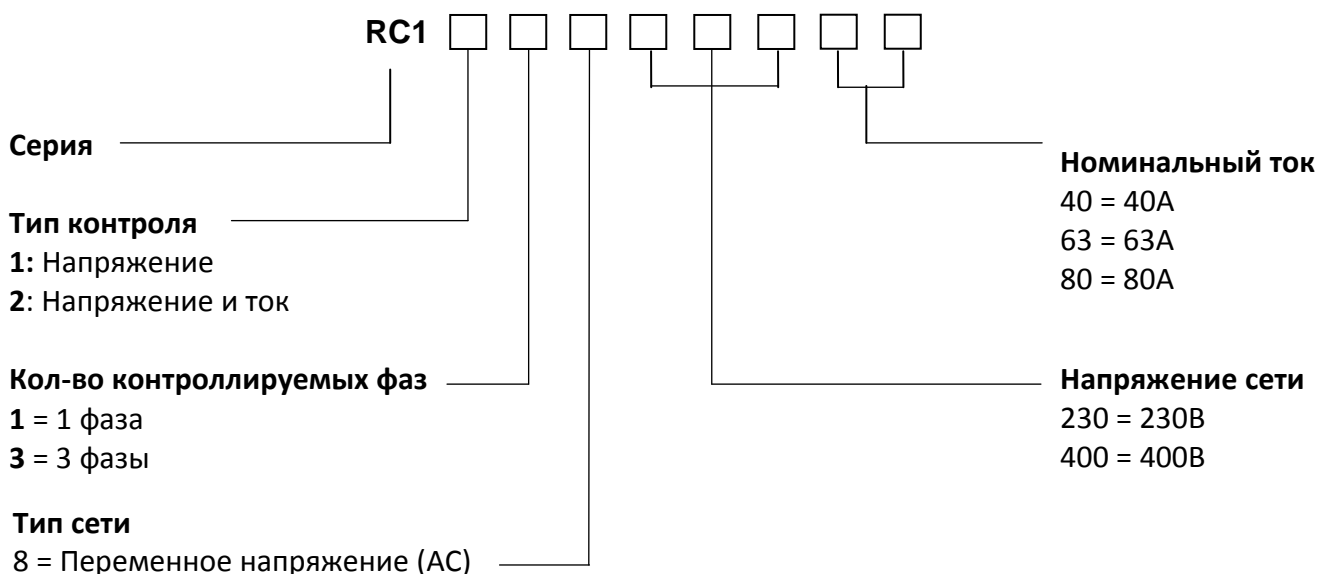 RC1
Серия
Тип контроля
1: Напряжение
2: Напряжение и ток
Кол-во контроллируемых фаз
1 = 1 фаза
3 = 3 фазы
Тип сети
8 = Переменное напряжение (AC)
Номинальный ток
40 = 40А
63 = 63А
80 = 80А
Напряжение сети
230 = 230В
400 = 400В